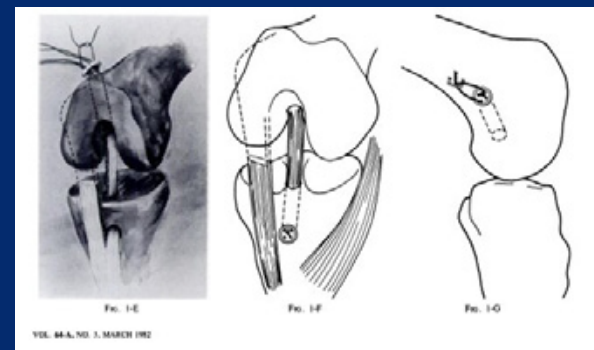 FIG. 1-E
FIG. 1-F
FIG. 1-G
VOL. 64-A, NO. 3, MARCH 1982